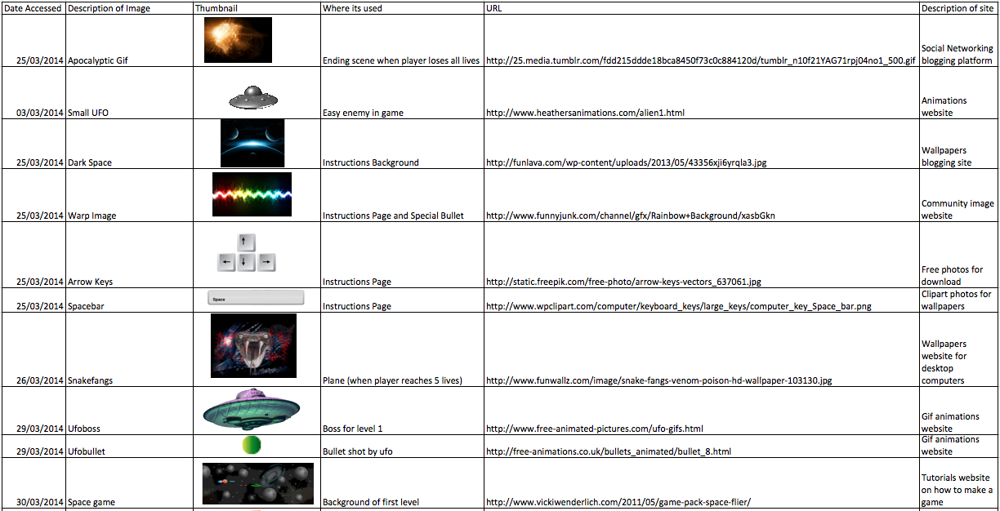 Date Accessed Description of Image Thumbnail Where its used URL Description of site
25/03/2014 Apocalyptic Gif Ending scene when player loses all lives http://25.media.tumblr.com/fdd215ddde18bca8450f73c0c884120d/tumblr_n10f21YAG71rpj04no1_500.gif Social Networking
blogging platform
03/03/2014 Small UFO Easy enemy in game http://www.heathersanimations.com/alien1.html Animations
website
25/03/2014 Dark Space Instructions Background http://funlava.com/wp-content/uploads/2013/05/43356xji6yrqla3.jpg Wallpapers
blogging site
25/03/2014 Warp Image Instructions Page and Special Bullet http://www.funnyjunk.com/channel/gfx/Rainbow+Background/xasbGkn Community image
website
25/03/2014 Arrow Keys Instructions Page http://static.freepik.com/free-photo/arrow-keys-vectors_637061.jpg Free photos for
download
Space
25/03/2014 Spacebar Instructions Page http://www.wpclipart.com/computer/keyboard_keys/large_keys/computer_key_Space_bar.png Clipart photos for
wallpapers
26/03/2014 Snakefangs Plane (when player reaches 5 lives) http://www.funwallz.com/image/snake-fangs-venom-poison-hd-wallpaper-103130.jpg Wallpapers
website for
desktop
computers
29/03/2014 Ufoboss Boss for level 1 http://www.free-animated-pictures.com/ufo-gifs.html Gif animations
website
29/03/2014 Ufobullet Bullet shot by ufo http://free-animations.co.uk/bullets_animated/bullet_8.html Gif animations
website
30/03/2014 Space game Background of first level http://www.vickiwenderlich.com/2011/05/game-pack-space-flier/ Tutorials website
on how to make a
game